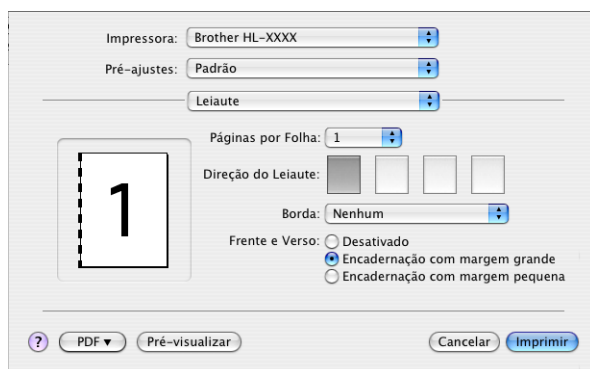 Impressora: Brother HL-XXXX
Pré-ajustes: Padrão
Leiaute
Páginas por Folha: 1
Direção do Leiaute:
Borda: Nenhum
Frente e Verso: Desativado
Encadernação com margem grande
Encadernação com margem pequena
1
? PDF▼ Pré-visualizar Cancelar Imprimir